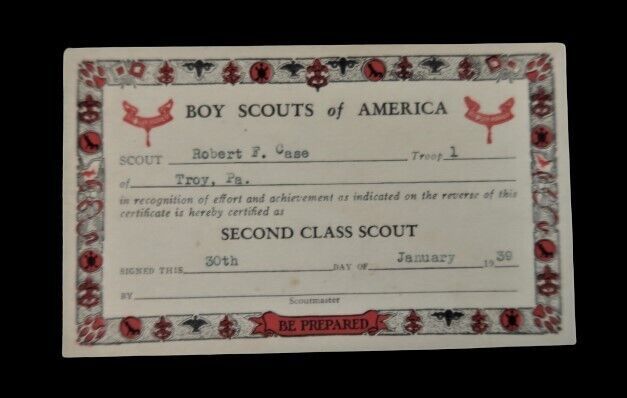 BOY SCOUTS of AMERICA
SCOUT Robert F. Case Troop 1
of Troy, Pa.
in recognition of effort and achievement as indicated on the reverse of this
certificate is hereby certified as
SECOND CLASS SCOUT
SIGNED THIS 30th DAY OF January 1939
BY
Scoutmaster
BE PREPARED